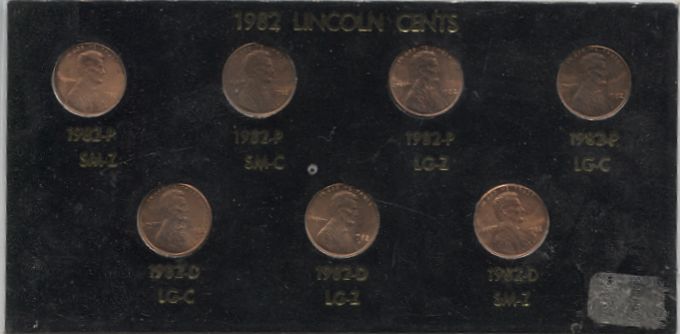 1982 LINCOLN CENTS
1982-P 1982-P 1982-P 1982-P
SM-Z SM-C LG-Z LG-C
1982-D 1982-D 1982-D
LG-C LG-Z SM-Z